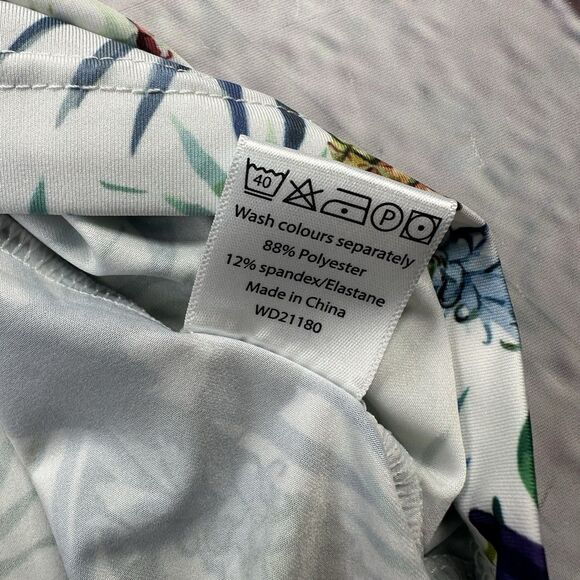 40 P
Wash colours separately
88% Polyester
12% spandex/Elastane
Made in China
WD21180